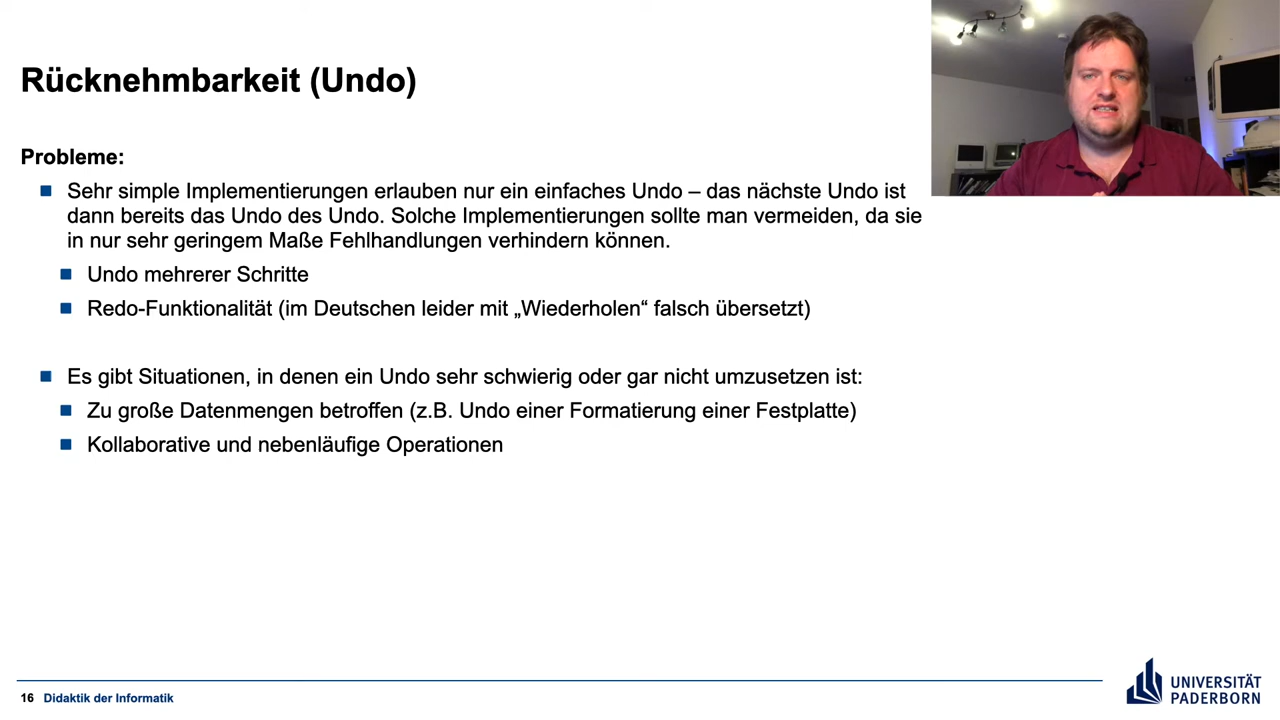 Rücknehmbarkeit (Undo)
Probleme:
Sehr simple Implementierungen erlauben nur ein einfaches Undo – das nächste Undo ist
dann bereits das Undo des Undo. Solche Implementierungen sollte man vermeiden, da sie
in nur sehr geringem Maße Fehlhandlungen verhindern können.
Undo mehrerer Schritte
Redo-Funktionalität (im Deutschen leider mit „Wiederholen“ falsch übersetzt)
Es gibt Situationen, in denen ein Undo sehr schwierig oder gar nicht umzusetzen ist:
Zu große Datenmengen betroffen (z.B. Undo einer Formatierung einer Festplatte)
Kollaborative und nebenläufige Operationen
16 Didaktik der Informatik
UNIVERSITÄT
PADERBORN